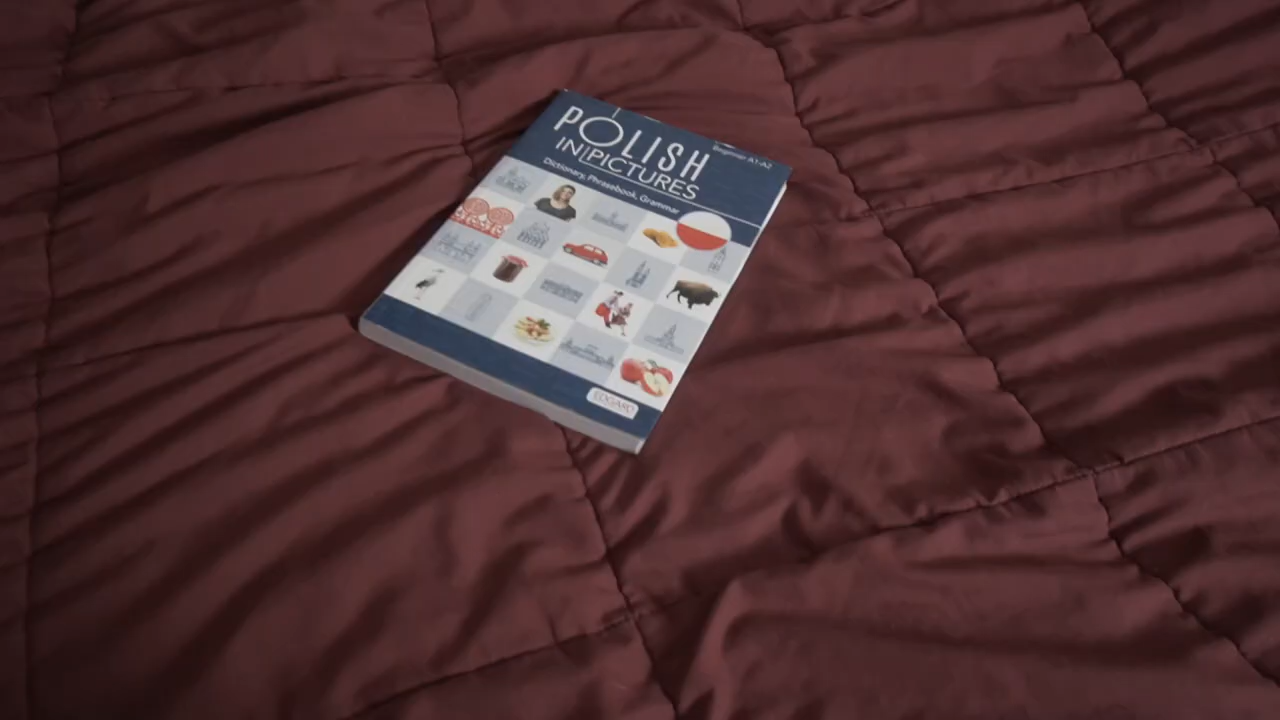 Beginner A1-A2
POLISH
IN PICTURES
Dictionary, Phrasebook, Grammar
EDGARD